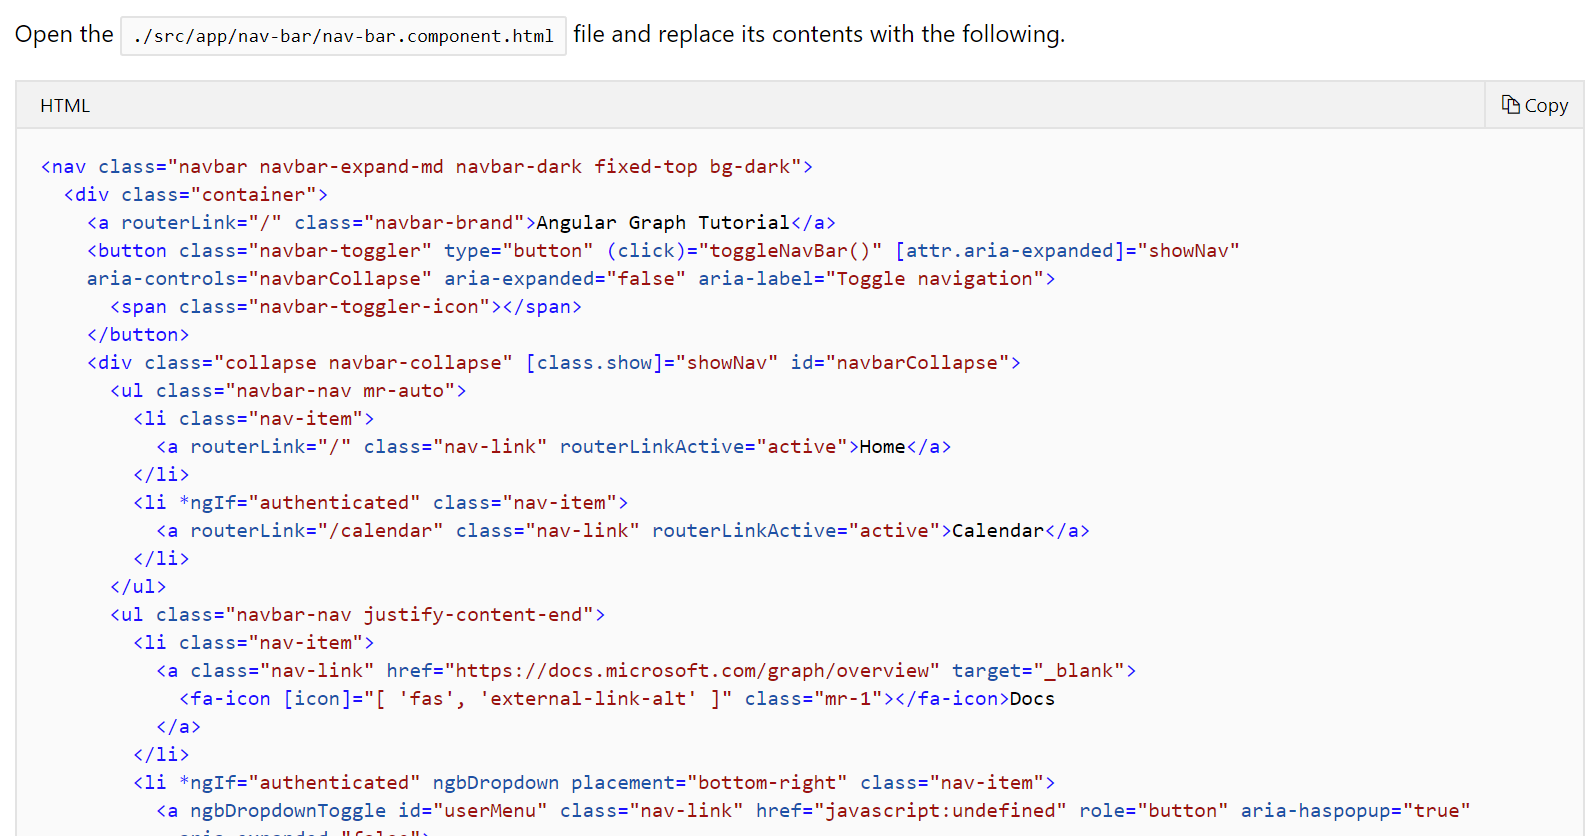 Open the ./src/app/nav-bar/nav-bar.component.html file and replace its contents with the following.
HTML
Copy
<nav class="navbar navbar-expand-md navbar-dark fixed-top bg-dark">
  <div class="container">
    <a routerLink="/" class="navbar-brand">Angular Graph Tutorial</a>
    <button class="navbar-toggler" type="button" (click)="toggleNavBar()" [attr.aria-expanded]="showNav"
    aria-controls="navbarCollapse" aria-expanded="false" aria-label="Toggle navigation">
      <span class="navbar-toggler-icon"></span>
    </button>
    <div class="collapse navbar-collapse" [class.show]="showNav" id="navbarCollapse">
      <ul class="navbar-nav mr-auto">
        <li class="nav-item">
          <a routerLink="/" class="nav-link" routerLinkActive="active">Home</a>
        </li>
        <li *ngIf="authenticated" class="nav-item">
          <a routerLink="/calendar" class="nav-link" routerLinkActive="active">Calendar</a>
        </li>
      </ul>
      <ul class="navbar-nav justify-content-end">
        <li class="nav-item">
          <a class="nav-link" href="https://docs.microsoft.com/graph/overview" target="_blank">
            <fa-icon [icon]="[ 'fas', 'external-link-alt' ]" class="mr-1"></fa-icon>Docs
          </a>
        </li>
        <li *ngIf="authenticated" ngbDropdown placement="bottom-right" class="nav-item">
          <a ngbDropdownToggle id="userMenu" class="nav-link" href="javascript:undefined" role="button" aria-haspopup="true"
            aria-expanded="false">